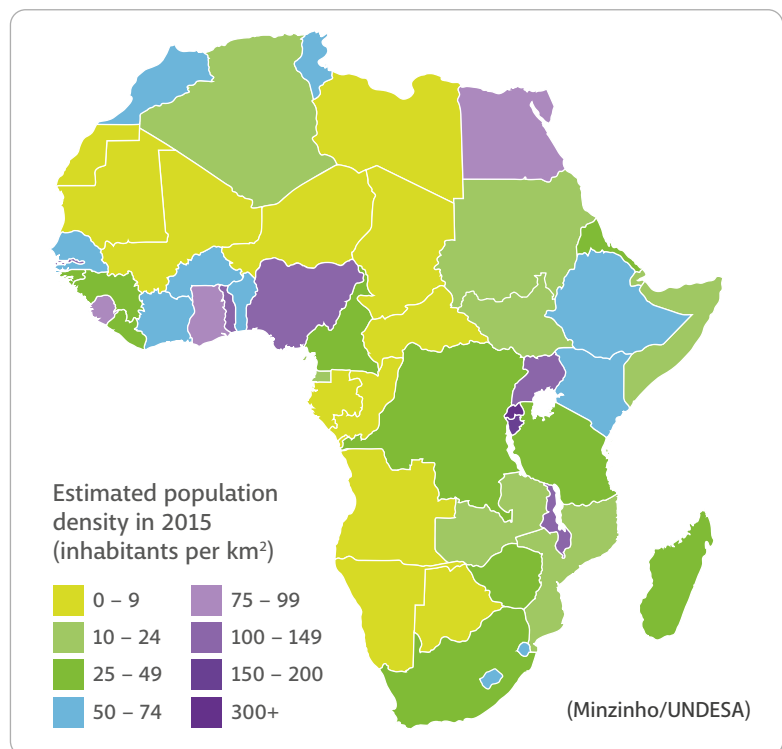 Estimated population
density in 2015
(inhabitants per km²)
0 – 9
10 – 24
25 – 49
50 – 74
75 – 99
100 – 149
150 – 200
300+
(Minzinho/UNDESA)